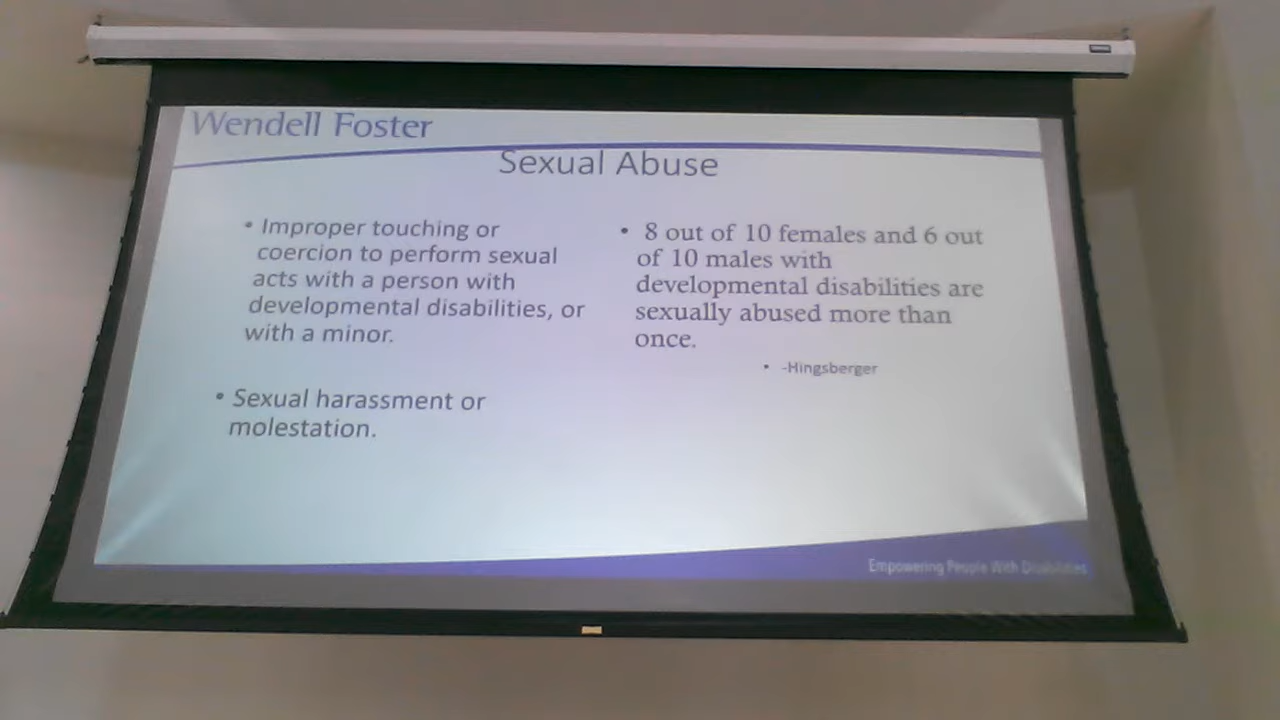 Wendell Foster
Sexual Abuse
• Improper touching or
coercion to perform sexual
acts with a person with
developmental disabilities, or
with a minor.
• Sexual harassment or
molestation.
• 8 out of 10 females and 6 out
of 10 males with
developmental disabilities are
sexually abused more than
once.
• -Hingsberger
Empowering People With Disabilities